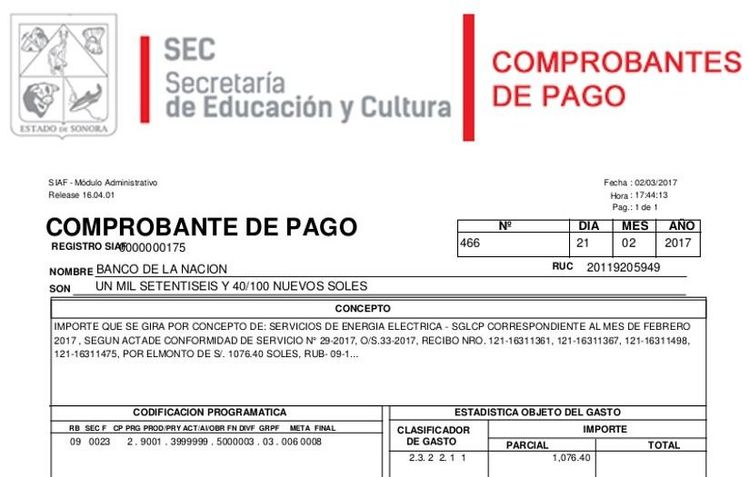 SEC
Secretaría
de Educación y Cultura
ESTADO DE SONORA
COMPROBANTES
DE PAGO
SIAF - Módulo Administrativo
Release 16.04.01
Fecha : 02/03/2017
Hora : 17:44:13
Pag.: 1 de 1
COMPROBANTE DE PAGO
Nº DIA MES AÑO
466 21 02 2017
REGISTRO SIAF 0000000175
NOMBRE BANCO DE LA NACION
RUC 20119205949
SON UN MIL SETENTISEIS Y 40/100 NUEVOS SOLES
CONCEPTO
IMPORTE QUE SE GIRA POR CONCEPTO DE: SERVICIOS DE ENERGIA ELECTRICA - SGLCP CORRESPONDIENTE AL MES DE FEBRERO
2017 , SEGUN ACTADE CONFORMIDAD DE SERVICIO N° 29-2017, O/S.33-2017, RECIBO NRO. 121-16311361, 121-16311367, 121-16311498,
121-16311475, POR ELMONTO DE S/. 1076.40 SOLES, RUB- 09-1...
CODIFICACION PROGRAMATICA
RB SEC F CP PRG PROD/PRY ACT/AI/OBR FN DIVF GRPF META FINAL
09 0023 2 . 9001 . 3999999 . 5000003 . 03 . 006 0008
ESTADISTICA OBJETO DEL GASTO
CLASIFICADOR
DE GASTO
IMPORTE
PARCIAL TOTAL
2.3. 2 2. 1 1 1,076.40